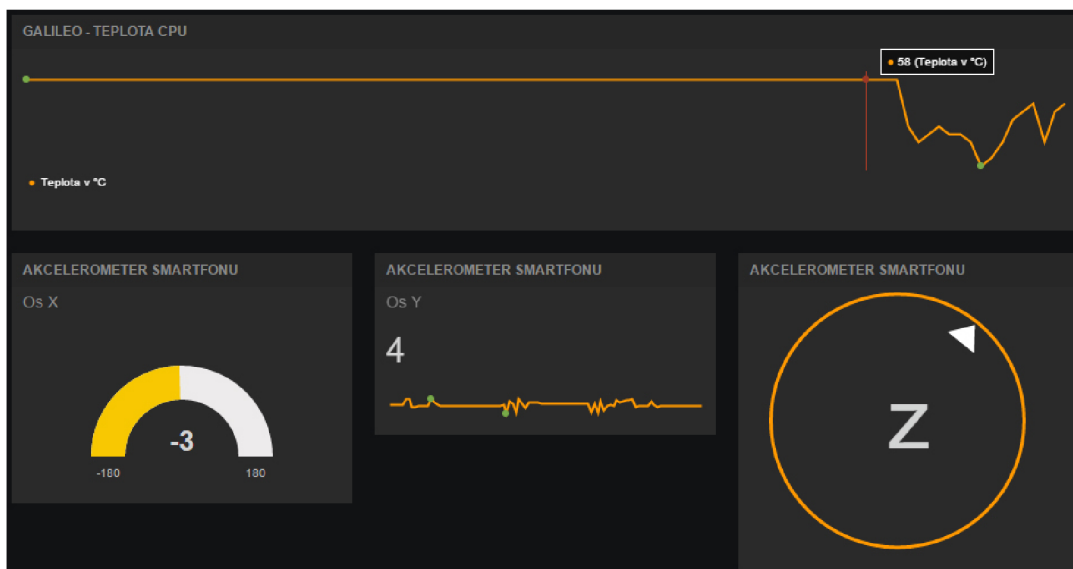 GALILEO - TEPLOTA CPU
58 (Teplota v °C)
Teplota v °C
AKCELEROMETER SMARTFONU
Os X
-3
-180
180
AKCELEROMETER SMARTFONU
Os Y
4
AKCELEROMETER SMARTFONU
Z